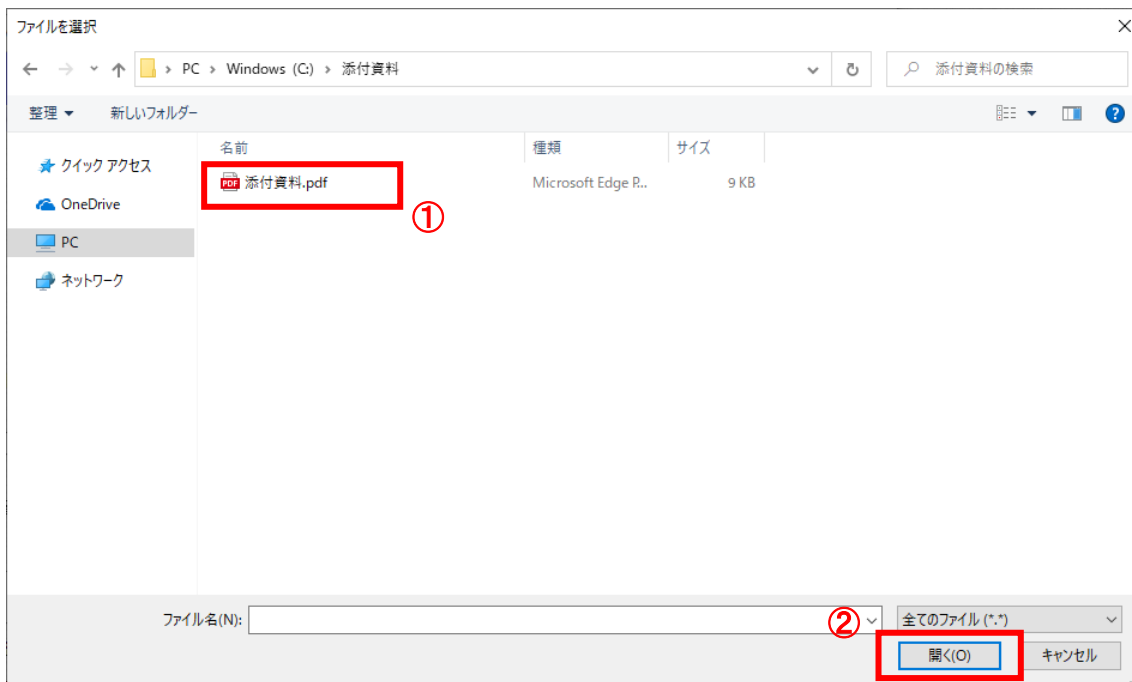 ファイルを選択
PC › Windows (C:) › 添付資料
添付資料の検索
整理 新しいフォルダー
名前 種類 サイズ
クイック アクセス
添付資料.pdf Microsoft Edge P... 9 KB
①
OneDrive
PC
ネットワーク
ファイル名(N): 全てのファイル (*.*)
②
開く(O) キャンセル